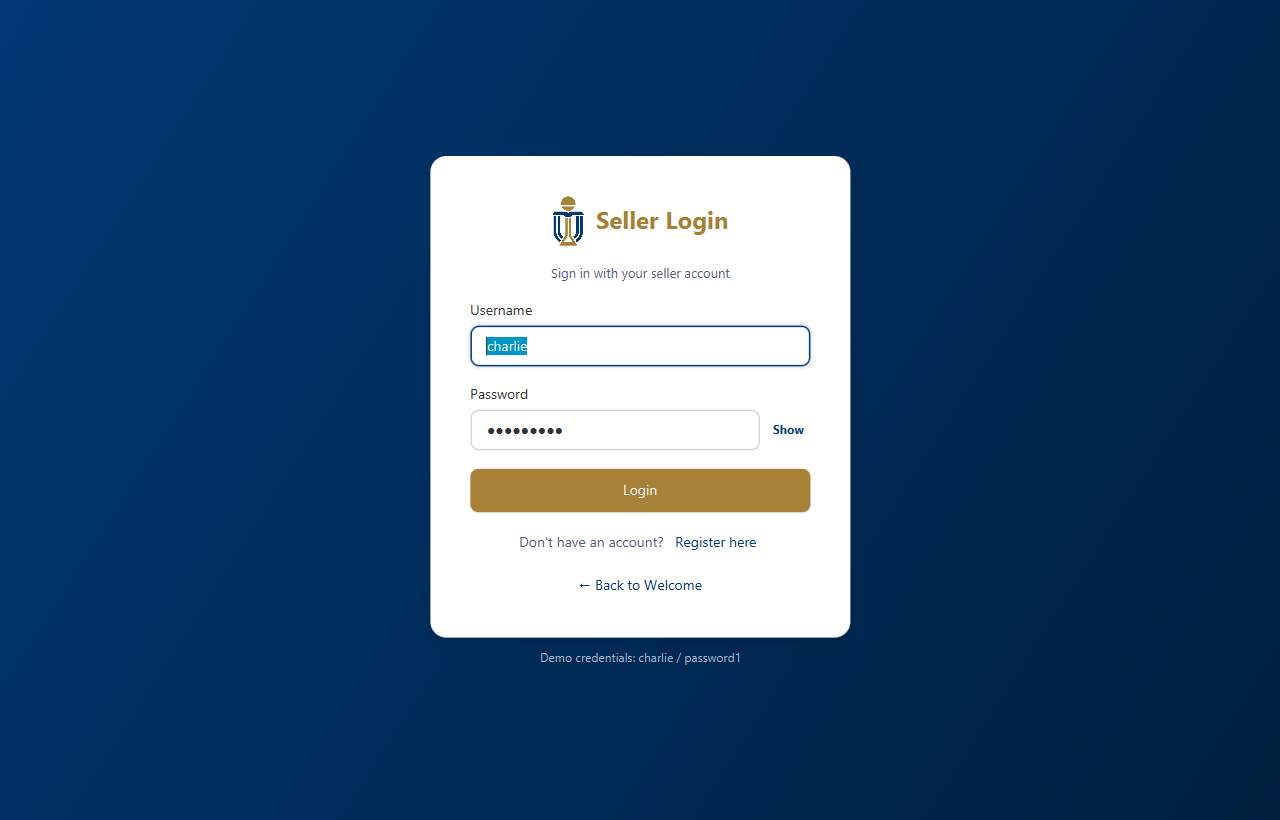 Seller Login
Sign in with your seller account
Username
charlie
Password
●●●●●●●●●
Show
Login
Don't have an account? Register here
← Back to Welcome
Demo credentials: charlie / password1